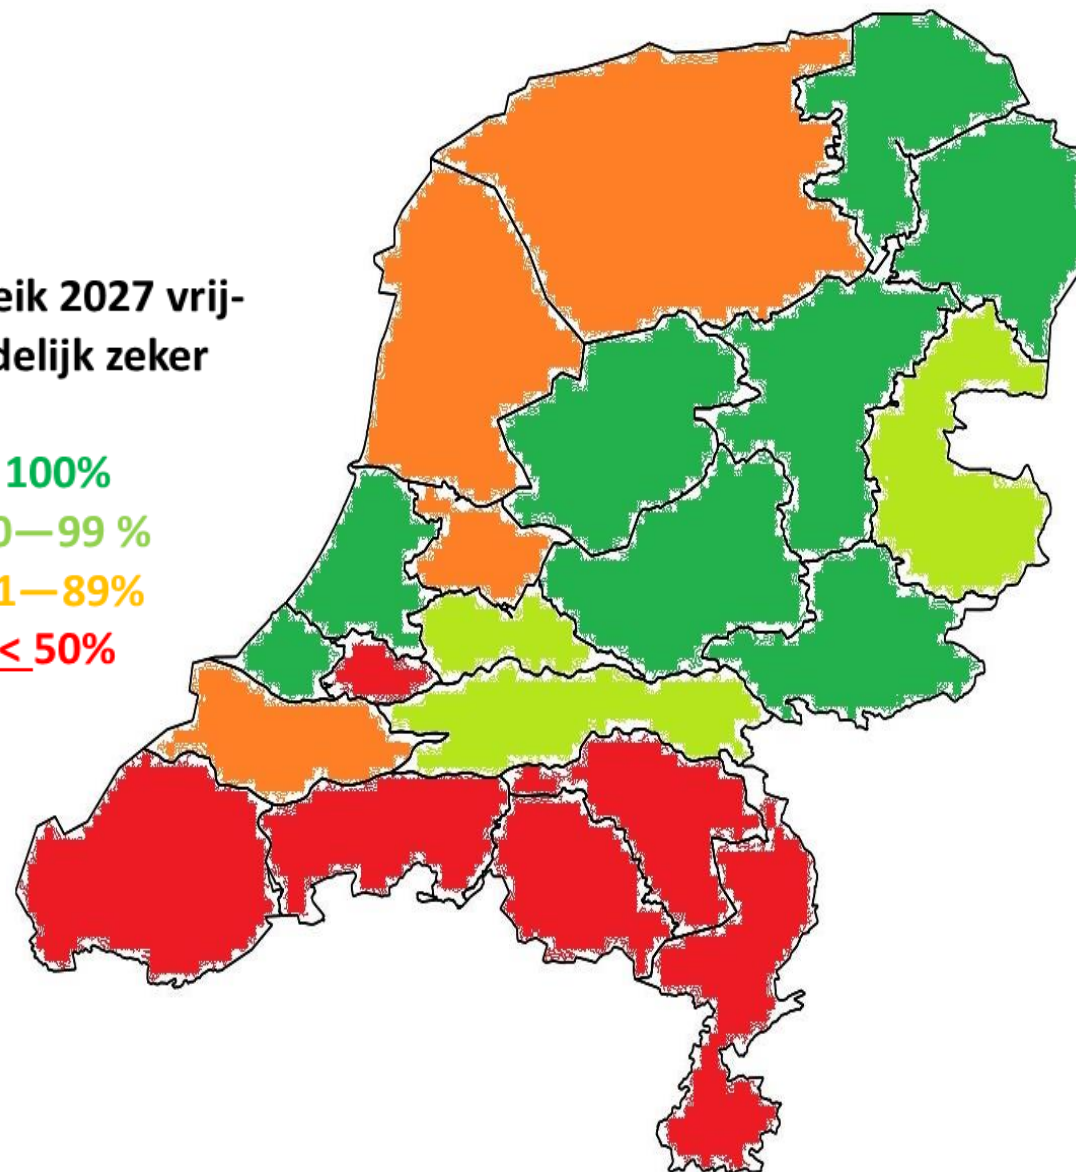 eik 2027 vrij-
delijk zeker
100%
0—99 %
1—89%
< 50%